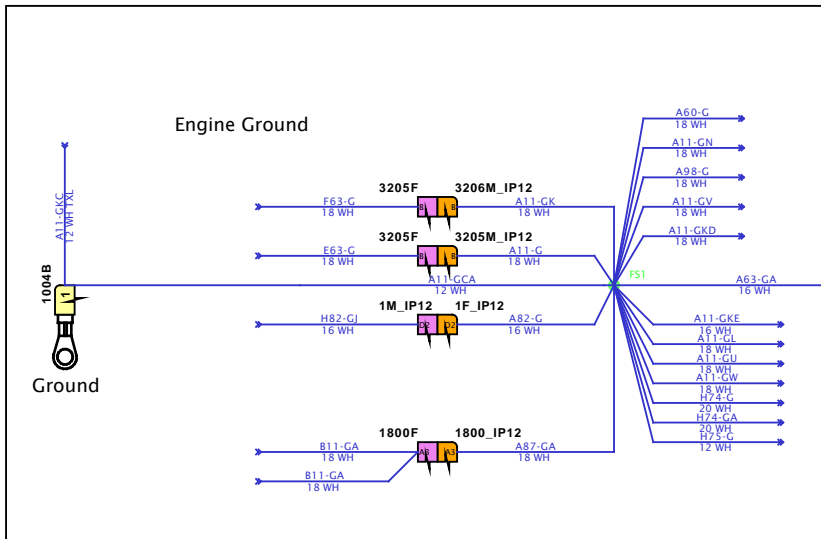 Engine Ground
A60-G
18 WH
A11-GN
18 WH
A98-G
18 WH
A11-GV
18 WH
A11-GKD
18 WH
A11-GKC
12 WH TXL
3205F
3206M_IP12
F63-G
18 WH
B
B
A11-GK
18 WH
3205F
3205M_IP12
E63-G
18 WH
B
B
A11-G
18 WH
A11-GCA
12 WH
FS1
A63-GA
16 WH
1004B
1
Ground
1M_IP12
1F_IP12
H82-GJ
16 WH
D2
D2
A82-G
16 WH
A11-GKE
16 WH
A11-GL
18 WH
A11-GU
18 WH
A11-GW
18 WH
H74-G
20 WH
H74-GA
20 WH
H75-G
12 WH
1800F
1800_IP12
B11-GA
18 WH
A3
A3
A87-GA
18 WH
B11-GA
18 WH